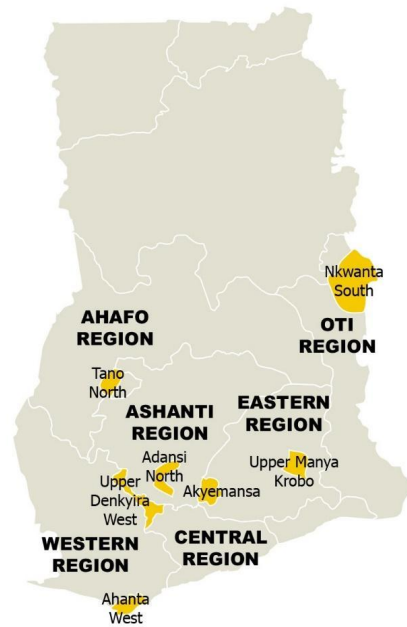 Nkwanta
South
OTI
REGION
AHAFO
REGION
Tano
North
ASHANTI
REGION
EASTERN
REGION
Adansi
North
Upper
Denkyira
West
Akyemansa
Upper Manya
Krobo
WESTERN
REGION
CENTRAL
REGION
Ahanta
West